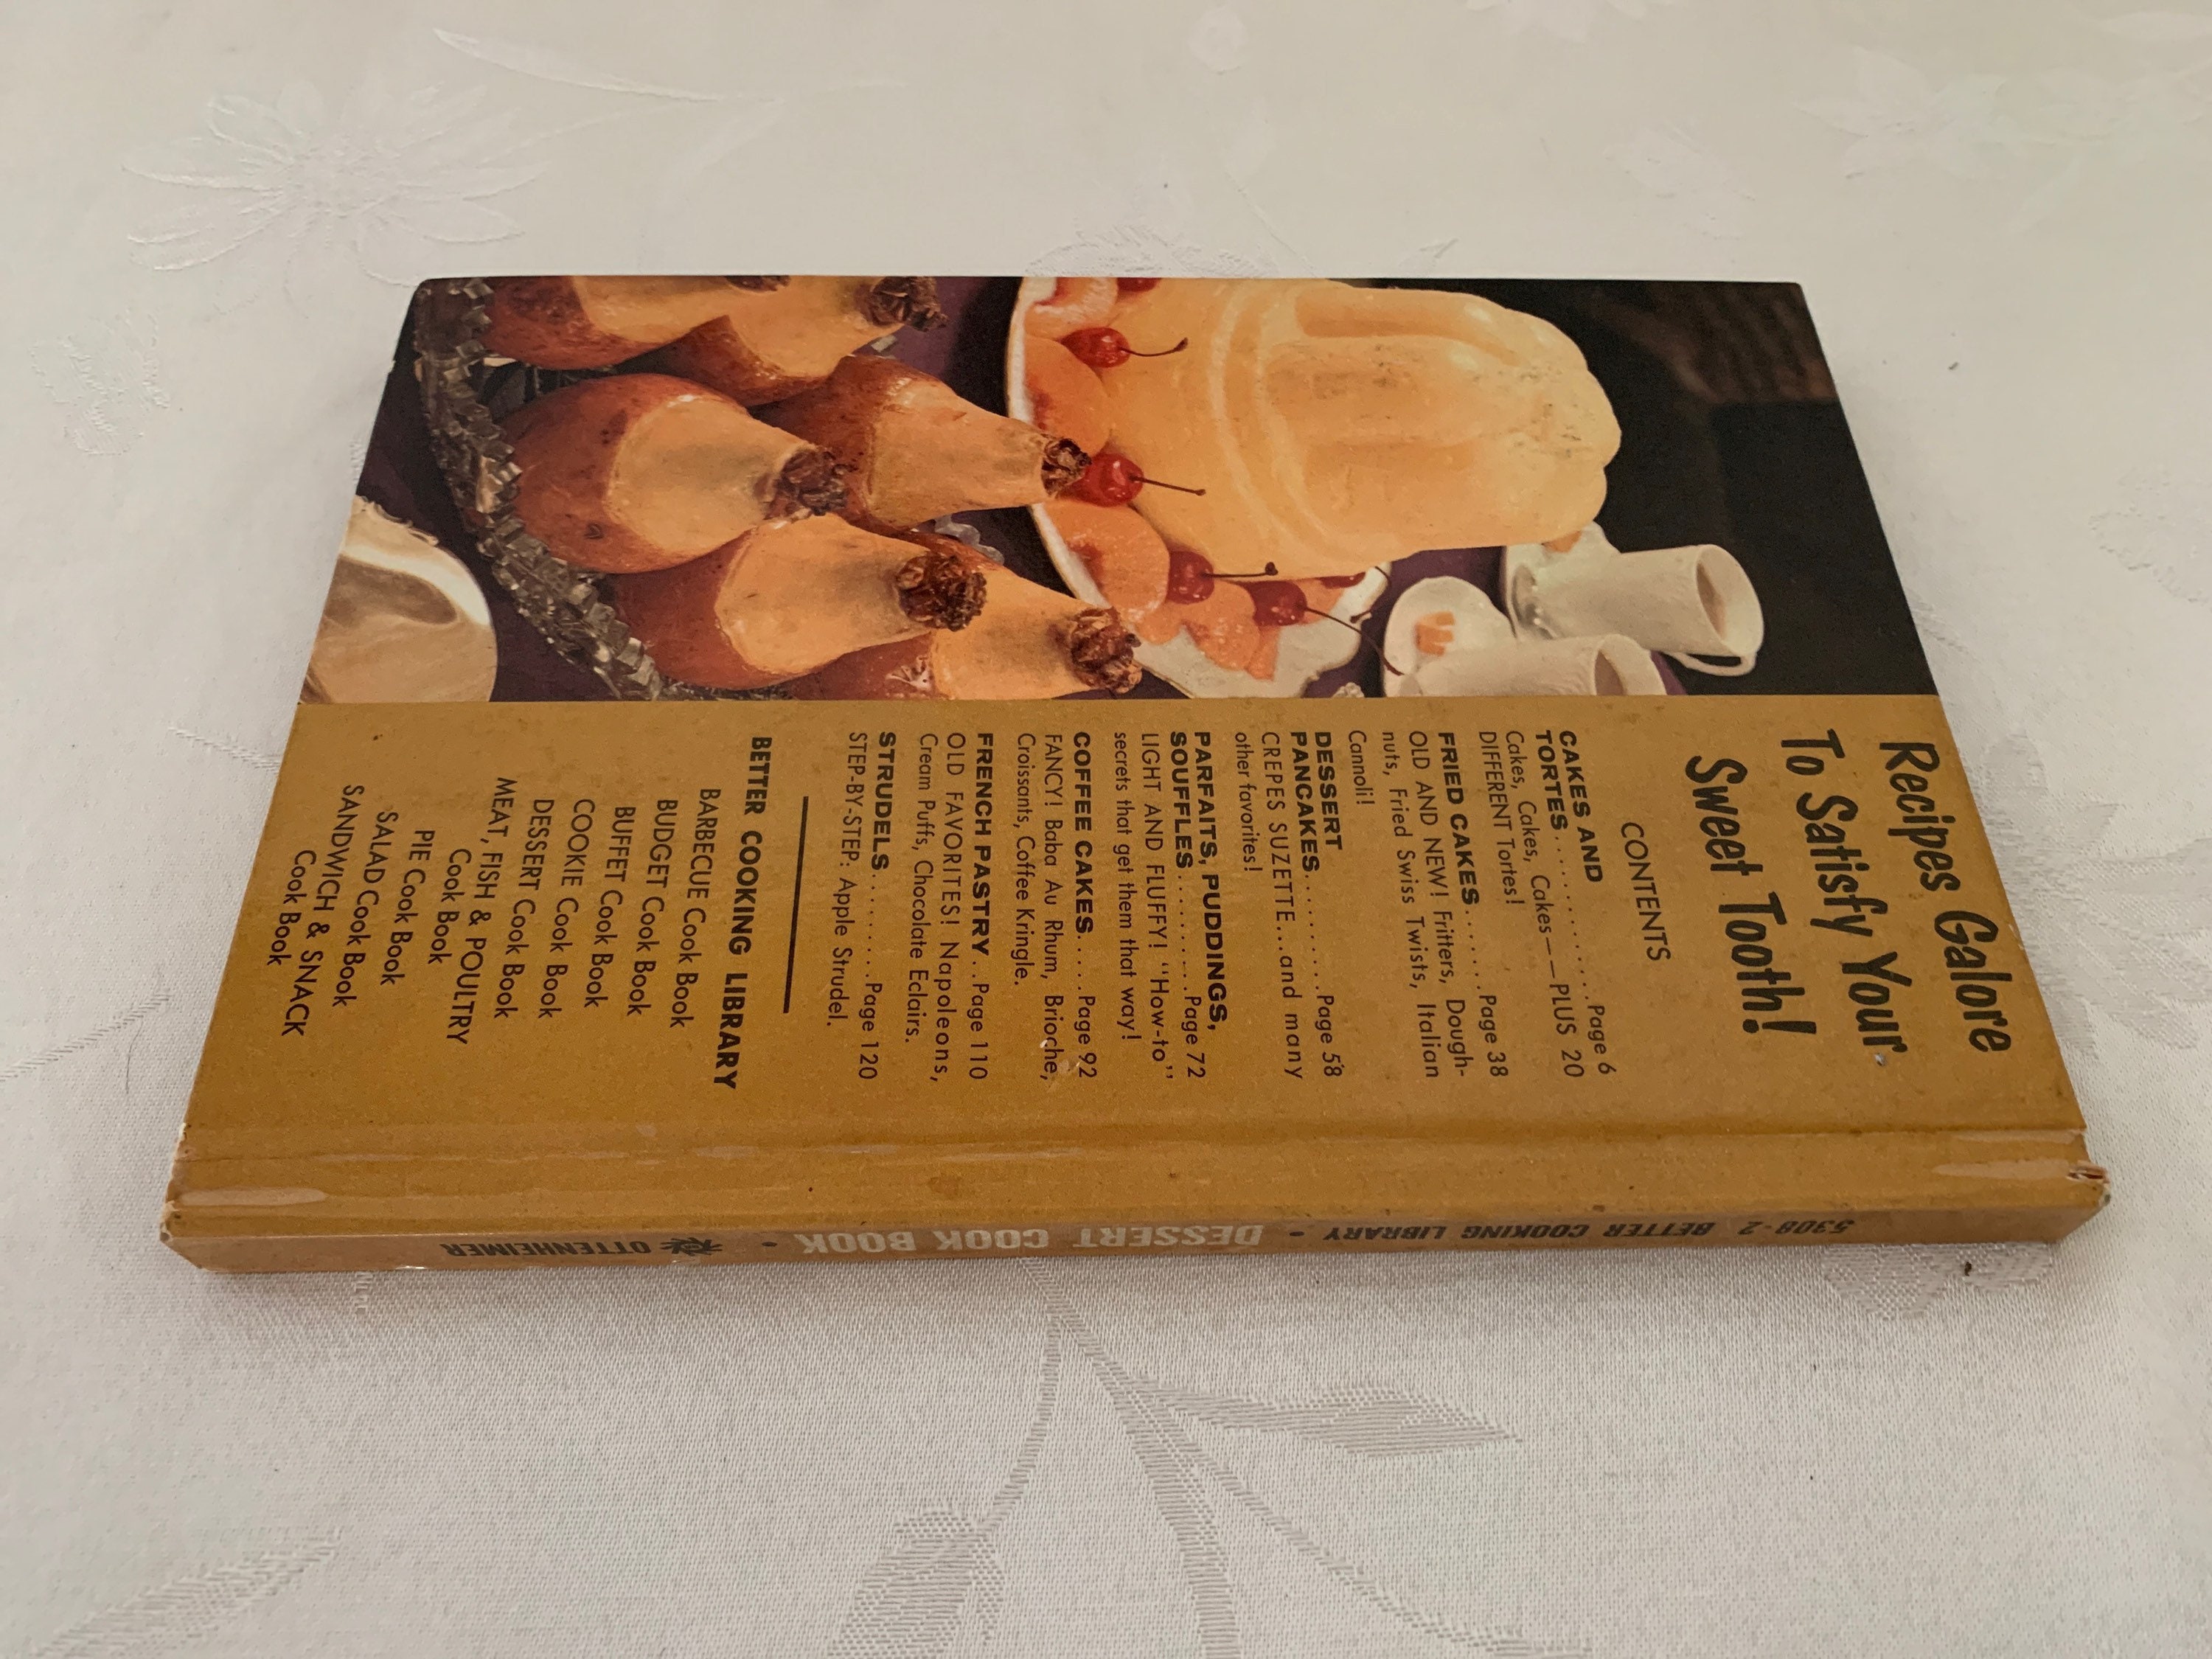 Recipes Galore
To Satisfy Your
Sweet Tooth!
CONTENTS
CAKES AND
TORTES..............Page 6
Cakes, Cakes, Cakes——PLUS 20
DIFFERENT Tortes!
FRIED CAKES.......Page 38
OLD AND NEW! Fritters, Dough-
nuts, Fried Swiss Twists, Italian
Cannoli!
DESSERT
PANCAKES..........Page 58
CREPES SUZETTE...and many
other favorites!
PARFAITS, PUDDINGS,
SOUFFLES..........Page 72
LIGHT AND FLUFFY! "How-to"
secrets that get them that way!
COFFEE CAKES.....Page 92
FANCY! Baba Au Rhum, Brioche,
Croissants, Coffee Kringle.
FRENCH PASTRY..Page 110
OLD FAVORITES! Napoleons,
Cream Puffs, Chocolate Eclairs.
STRUDELS.........Page 120
STEP-BY-STEP: Apple Strudel.
BETTER COOKING LIBRARY
BARBECUE Cook Book
BUDGET Cook Book
BUFFET Cook Book
COOKIE Cook Book
DESSERT Cook Book
MEAT, FISH & POULTRY
Cook Book
PIE Cook Book
SALAD Cook Book
SANDWICH & SNACK
Cook Book
5308-2 BETTER COOKING LIBRARY • DESSERT COOK BOOK • OTTENHEIMER